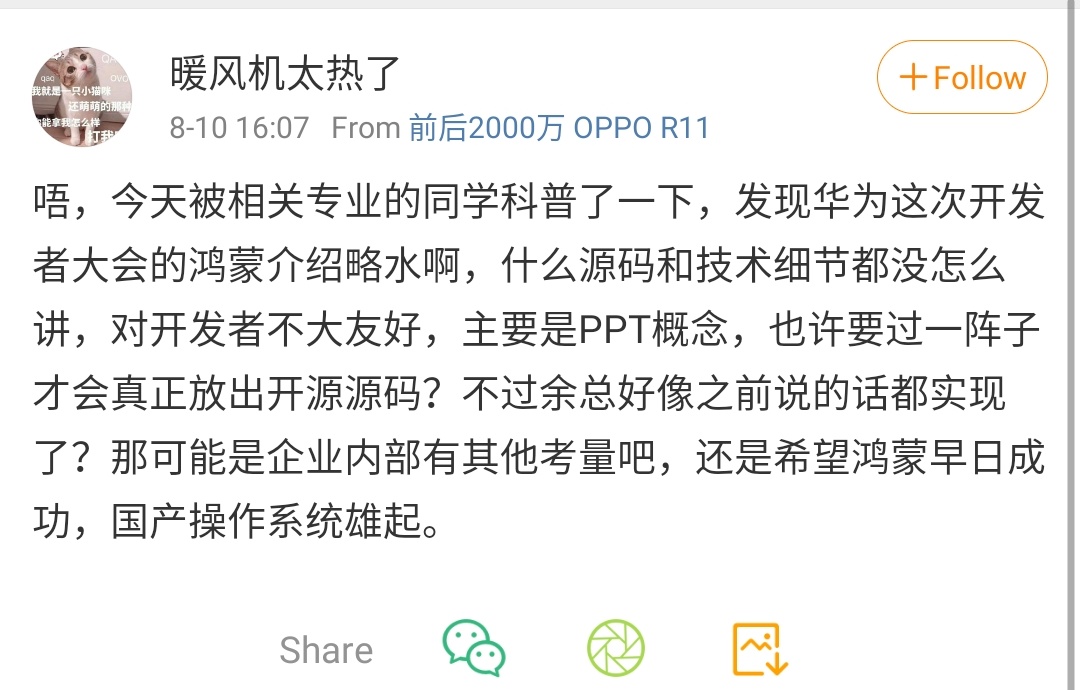 暖风机太热了
+Follow
8-10 16:07 From 前后2000万 OPPO R11
qao
我就是一只小猫咪
还萌萌的那种
唔，今天被相关专业的同学科普了一下，发现华为这次开发
者大会的鸿蒙介绍略水啊，什么源码和技术细节都没怎么
讲，对开发者不大友好，主要是PPT概念，也许要过一阵子
才会真正放出开源源码？不过余总好像之前说的话都实现
了？那可能是企业内部有其他考量吧，还是希望鸿蒙早日成
功，国产操作系统雄起。
Share